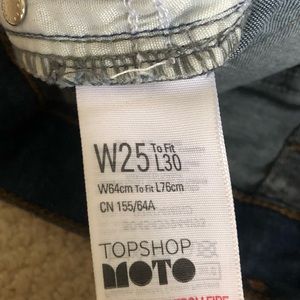 W25 To Fit L30
W64cm To Fit L76cm
CN 155/64A
TOPSHOP
MOTO